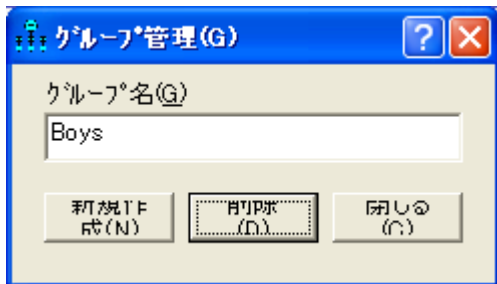 ｸﾞﾙｰﾌﾟ管理(G)
ｸﾞﾙｰﾌﾟ名(G)
Boys
新規作
成(N)
削除
(D)
閉じる
(C)